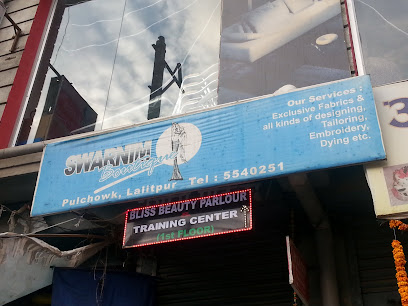 SWARNIM
Boutique
Pulchowk, Lalitpur Tel : 5540251
Our Services :
Exclusive Fabrics &
all kinds of designing,
Tailoring,
Embroidery,
Dying etc.
BLISS BEAUTY PARLOUR
TRAINING CENTER
(1st FLOOR)
3